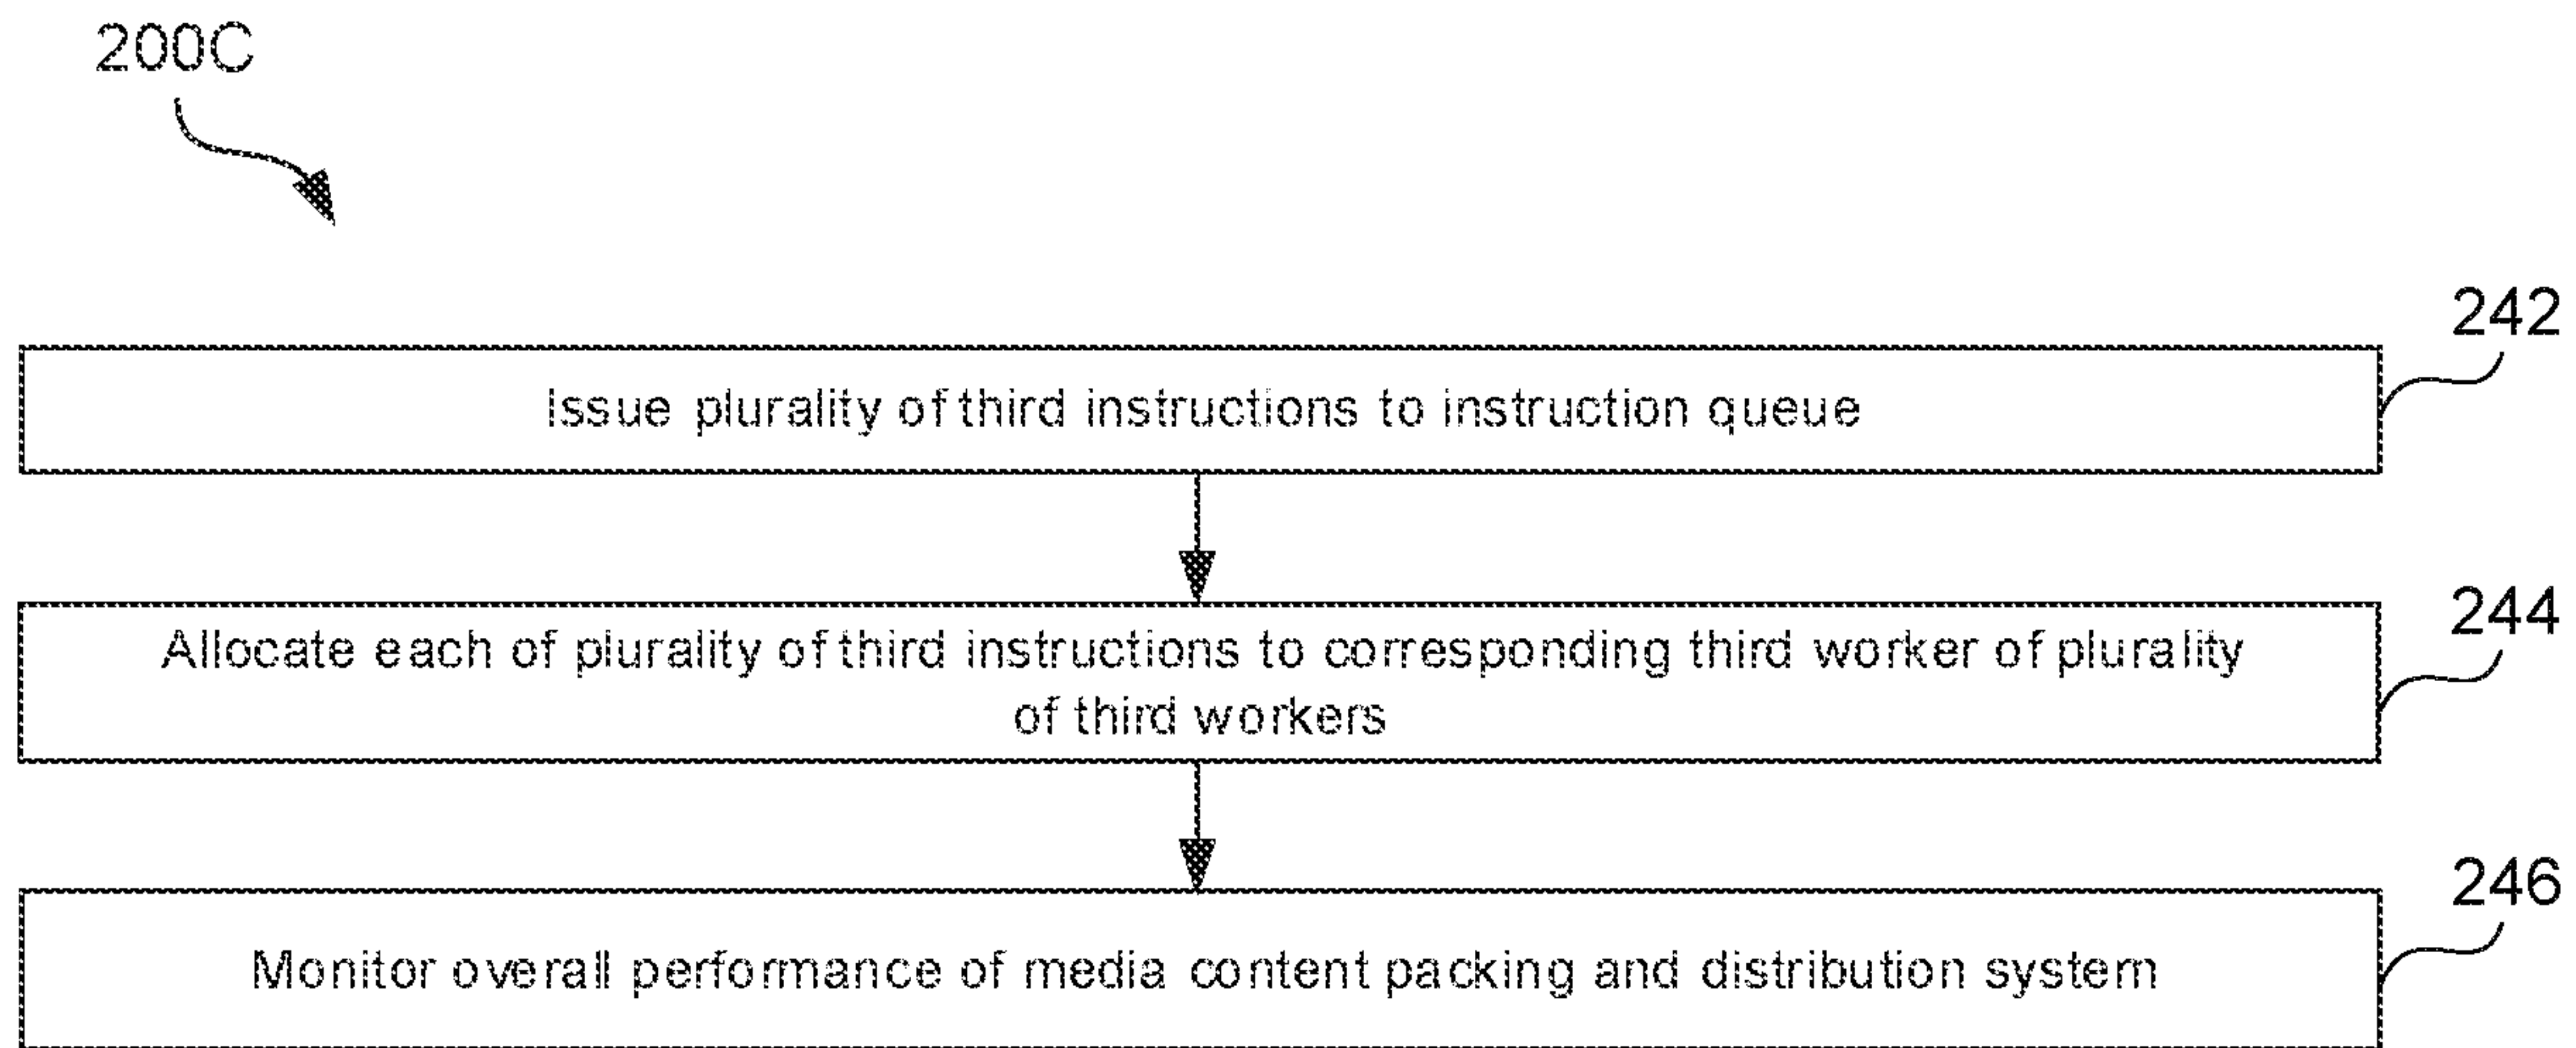 200C
242
Issue plurality of third instructions to instruction queue
244
Allocate each of plurality of third instructions to corresponding third worker of plurality
of third workers
246
Monitor overall performance of media content packing and distribution system